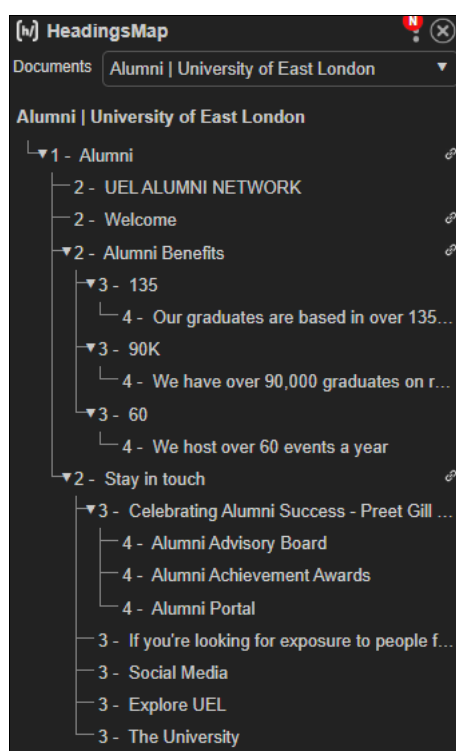 [h/] HeadingsMap N
Documents Alumni | University of East London
Alumni | University of East London
1 - Alumni
2 - UEL ALUMNI NETWORK
2 - Welcome
2 - Alumni Benefits
3 - 135
4 - Our graduates are based in over 135...
3 - 90K
4 - We have over 90,000 graduates on r...
3 - 60
4 - We host over 60 events a year
2 - Stay in touch
3 - Celebrating Alumni Success - Preet Gill ...
4 - Alumni Advisory Board
4 - Alumni Achievement Awards
4 - Alumni Portal
3 - If you're looking for exposure to people f...
3 - Social Media
3 - Explore UEL
3 - The University